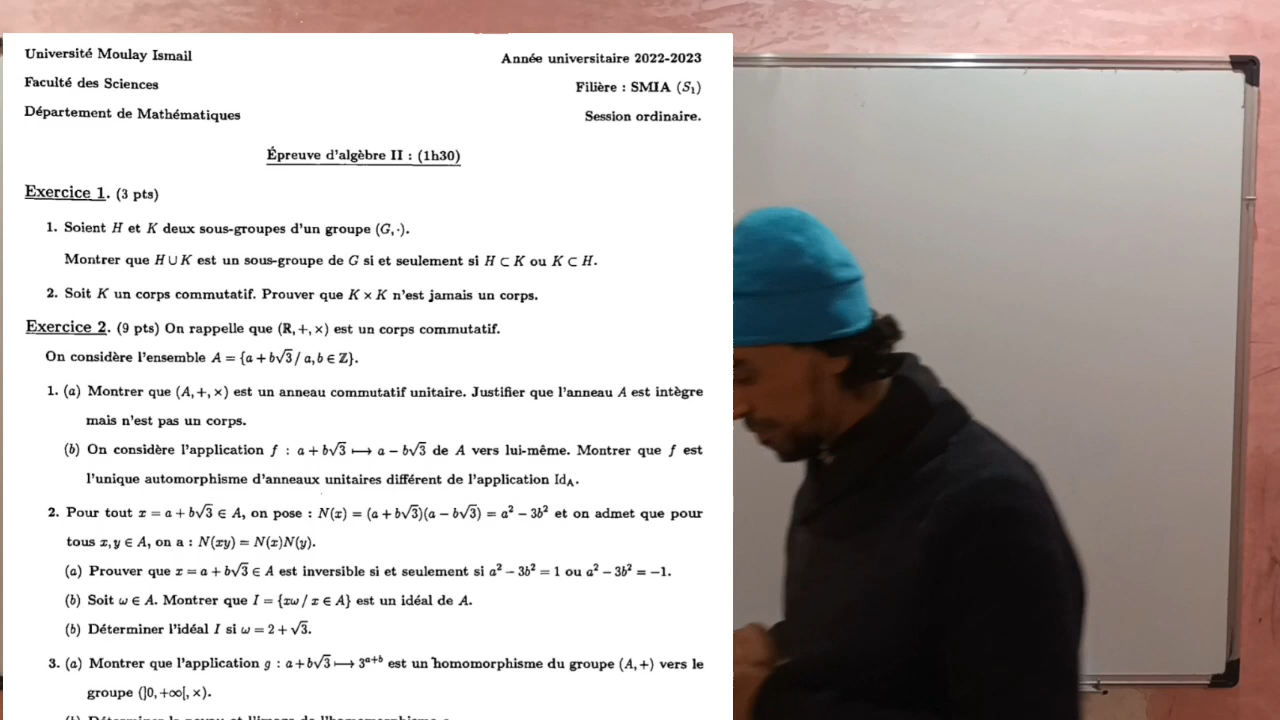 Université Moulay Ismail
Année universitaire 2022-2023
Faculté des Sciences
Filière : SMIA (S₁)
Département de Mathématiques
Session ordinaire.
Épreuve d'algèbre II : (1h30)
Exercice 1. (3 pts)
1. Soient H et K deux sous-groupes d'un groupe (G, ·).
Montrer que H ∪ K est un sous-groupe de G si et seulement si H ⊂ K ou K ⊂ H.
2. Soit K un corps commutatif. Prouver que K × K n'est jamais un corps.
Exercice 2. (9 pts) On rappelle que (ℝ, +, ×) est un corps commutatif.
On considère l'ensemble A = {a + b√3 / a, b ∈ ℤ}.
1. (a) Montrer que (A, +, ×) est un anneau commutatif unitaire. Justifier que l'anneau A est intègre
mais n'est pas un corps.
(b) On considère l'application f : a + b√3 ⟼ a − b√3 de A vers lui-même. Montrer que f est
l'unique automorphisme d'anneaux unitaires différent de l'application Id_A.
2. Pour tout x = a + b√3 ∈ A, on pose : N(x) = (a + b√3)(a − b√3) = a² − 3b² et on admet que pour
tous x, y ∈ A, on a : N(xy) = N(x)N(y).
(a) Prouver que x = a + b√3 ∈ A est inversible si et seulement si a² − 3b² = 1 ou a² − 3b² = −1.
(b) Soit ω ∈ A. Montrer que I = {xω / x ∈ A} est un idéal de A.
(b) Déterminer l'idéal I si ω = 2 + √3.
3. (a) Montrer que l'application g : a + b√3 ⟼ 3ᵃ⁺ᵇ est un homomorphisme du groupe (A, +) vers le
groupe (]0, +∞[, ×).